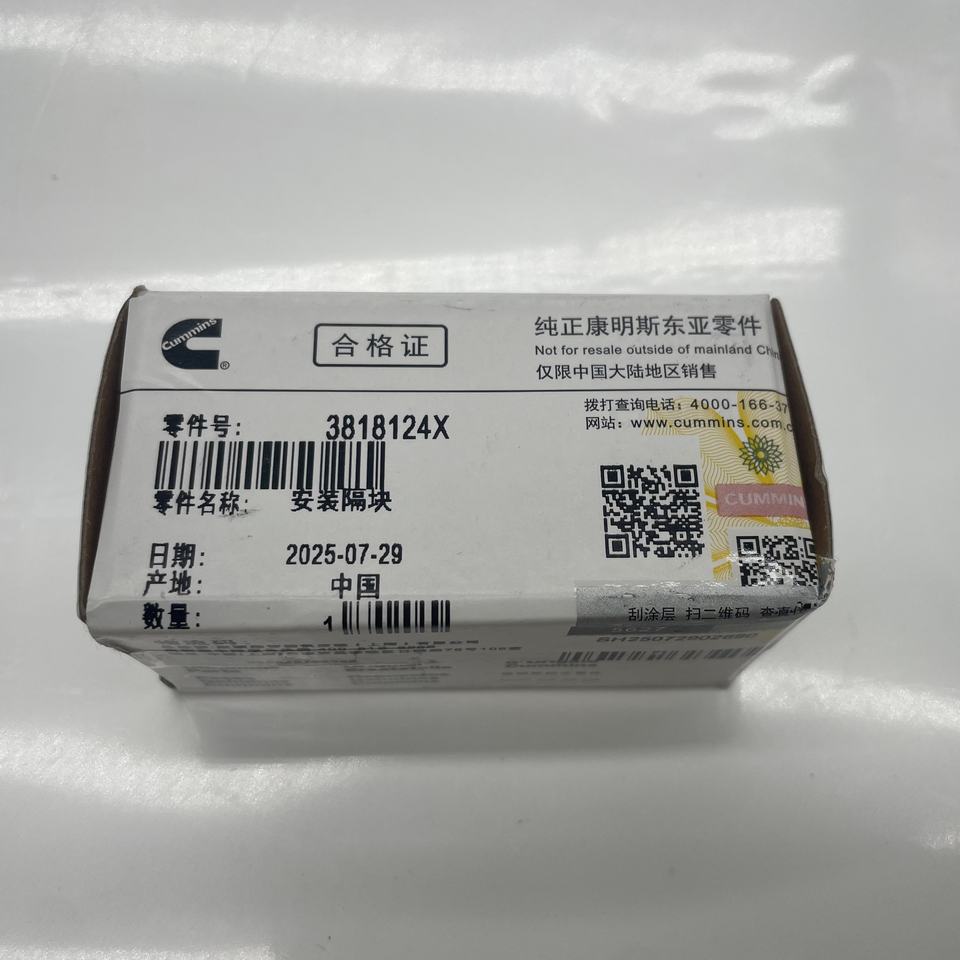 Cummins
®
合格证
纯正康明斯东亚零件
Not for resale outside of mainland
仅限中国大陆地区销售
零件号: 3818124X
拨打查询电话: 4000-166-37
网站: www.cummins.com.c
零件名称: 安装隔块
CUMMIN
日期: 2025-07-29
产地: 中国
数量: 1
刮涂层 扫二维码